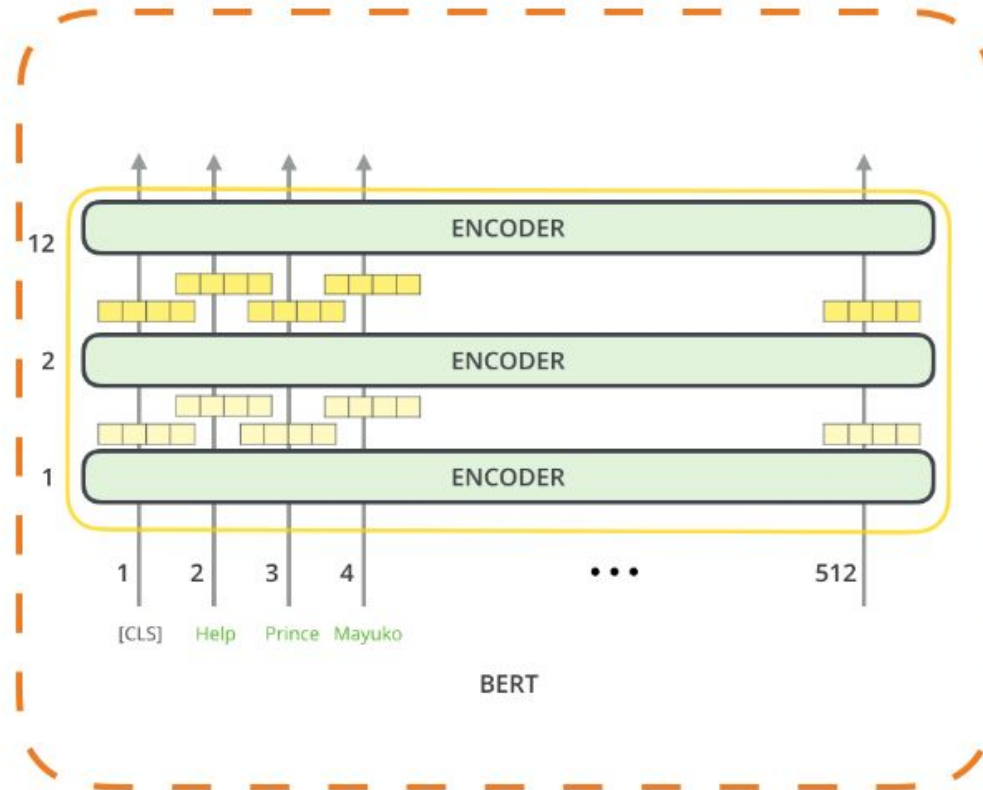 ENCODER
12
ENCODER
2
ENCODER
1
1 2 3 4 ••• 512
[CLS] Help Prince Mayuko
BERT